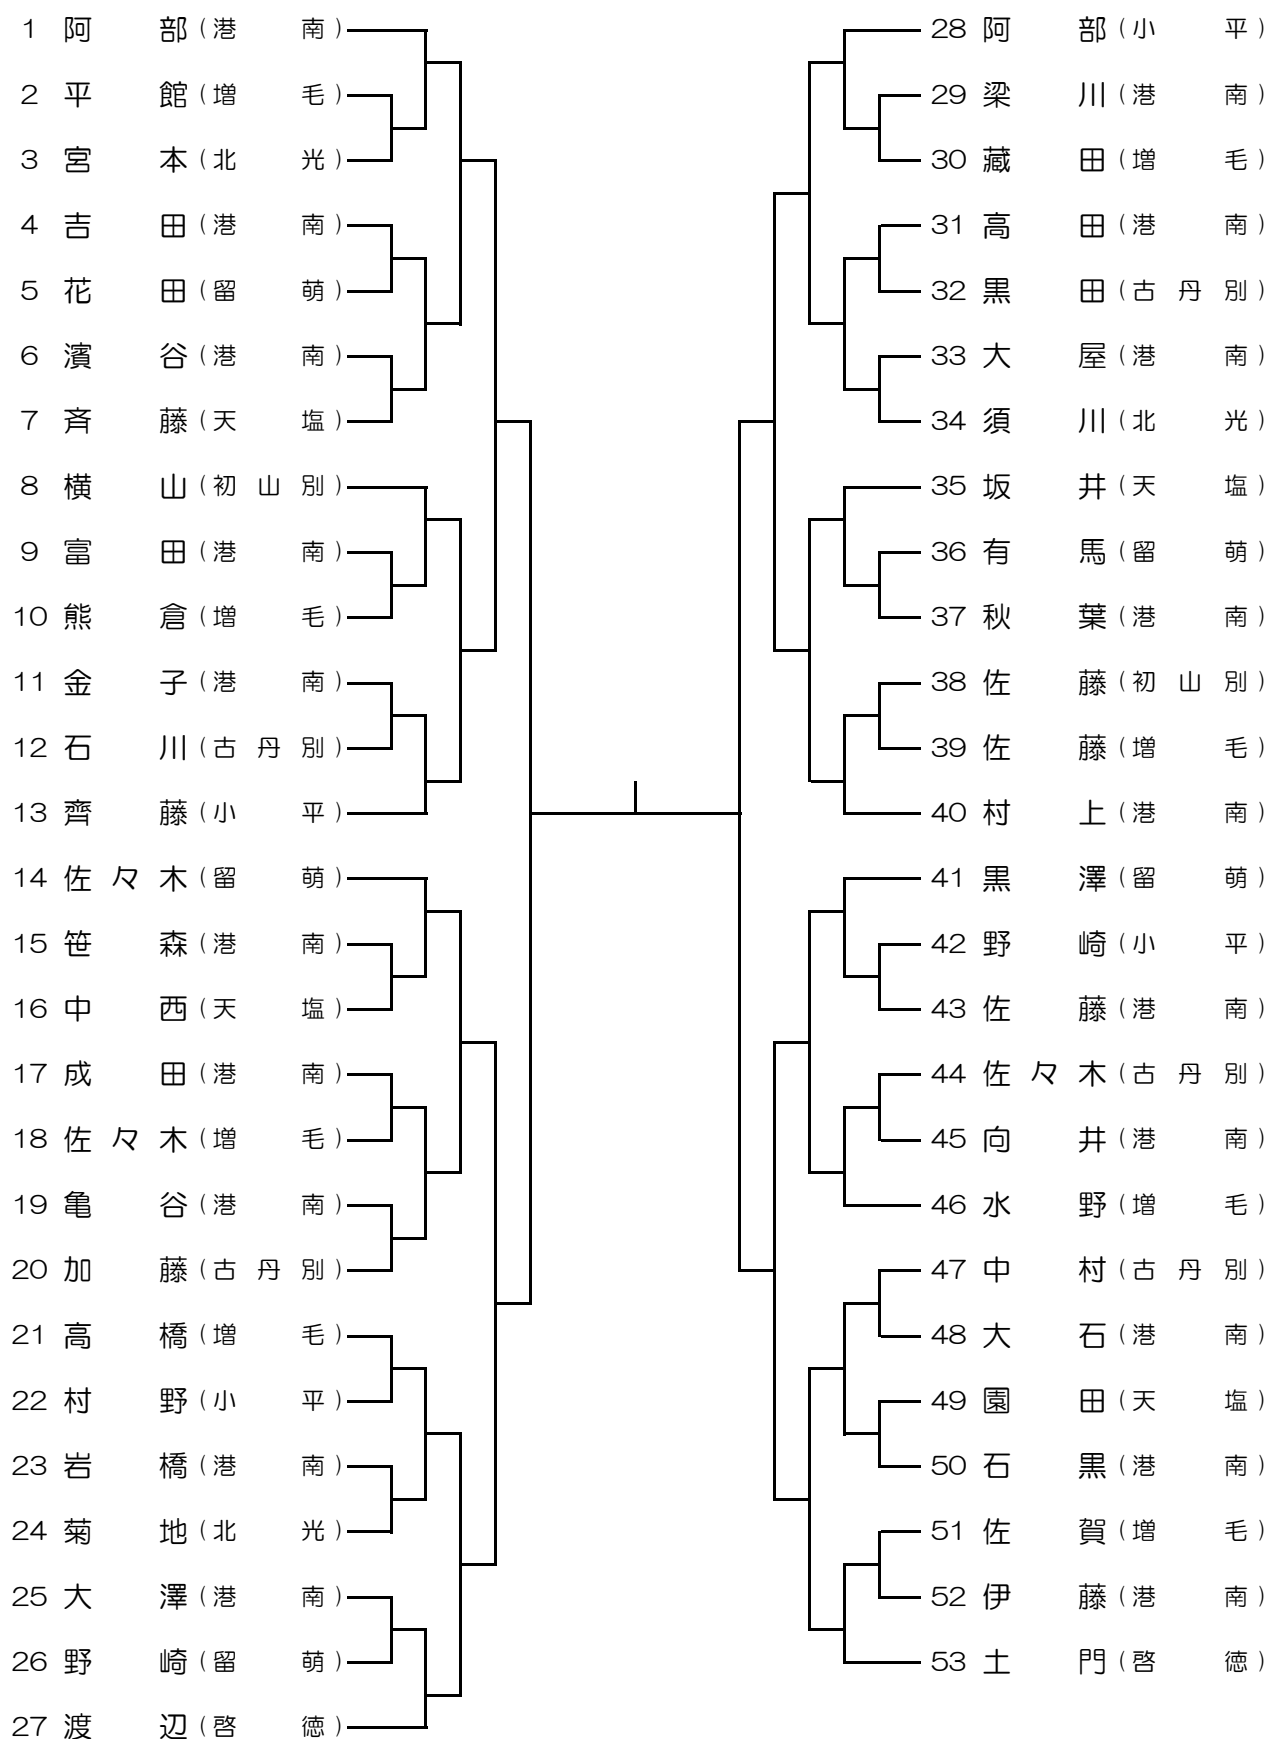 1 阿部(港南)
2 平館(増毛)
3 宮本(北光)
4 吉田(港南)
5 花田(留萌)
6 濱谷(港南)
7 斉藤(天塩)
8 横山(初山別)
9 富田(港南)
10 熊倉(増毛)
11 金子(港南)
12 石川(古丹別)
13 齊藤(小平)
14 佐々木(留萌)
15 笹森(港南)
16 中西(天塩)
17 成田(港南)
18 佐々木(増毛)
19 亀谷(港南)
20 加藤(古丹別)
21 高橋(増毛)
22 村野(小平)
23 岩橋(港南)
24 菊地(北光)
25 大澤(港南)
26 野崎(留萌)
27 渡辺(啓徳)
28 阿部(小平)
29 梁川(港南)
30 藏田(増毛)
31 高田(港南)
32 黒田(古丹別)
33 大屋(港南)
34 須川(北光)
35 坂井(天塩)
36 有馬(留萌)
37 秋葉(港南)
38 佐藤(初山別)
39 佐藤(増毛)
40 村上(港南)
41 黒澤(留萌)
42 野崎(小平)
43 佐藤(港南)
44 佐々木(古丹別)
45 向井(港南)
46 水野(増毛)
47 中村(古丹別)
48 大石(港南)
49 園田(天塩)
50 石黒(港南)
51 佐賀(増毛)
52 伊藤(港南)
53 土門(啓徳)